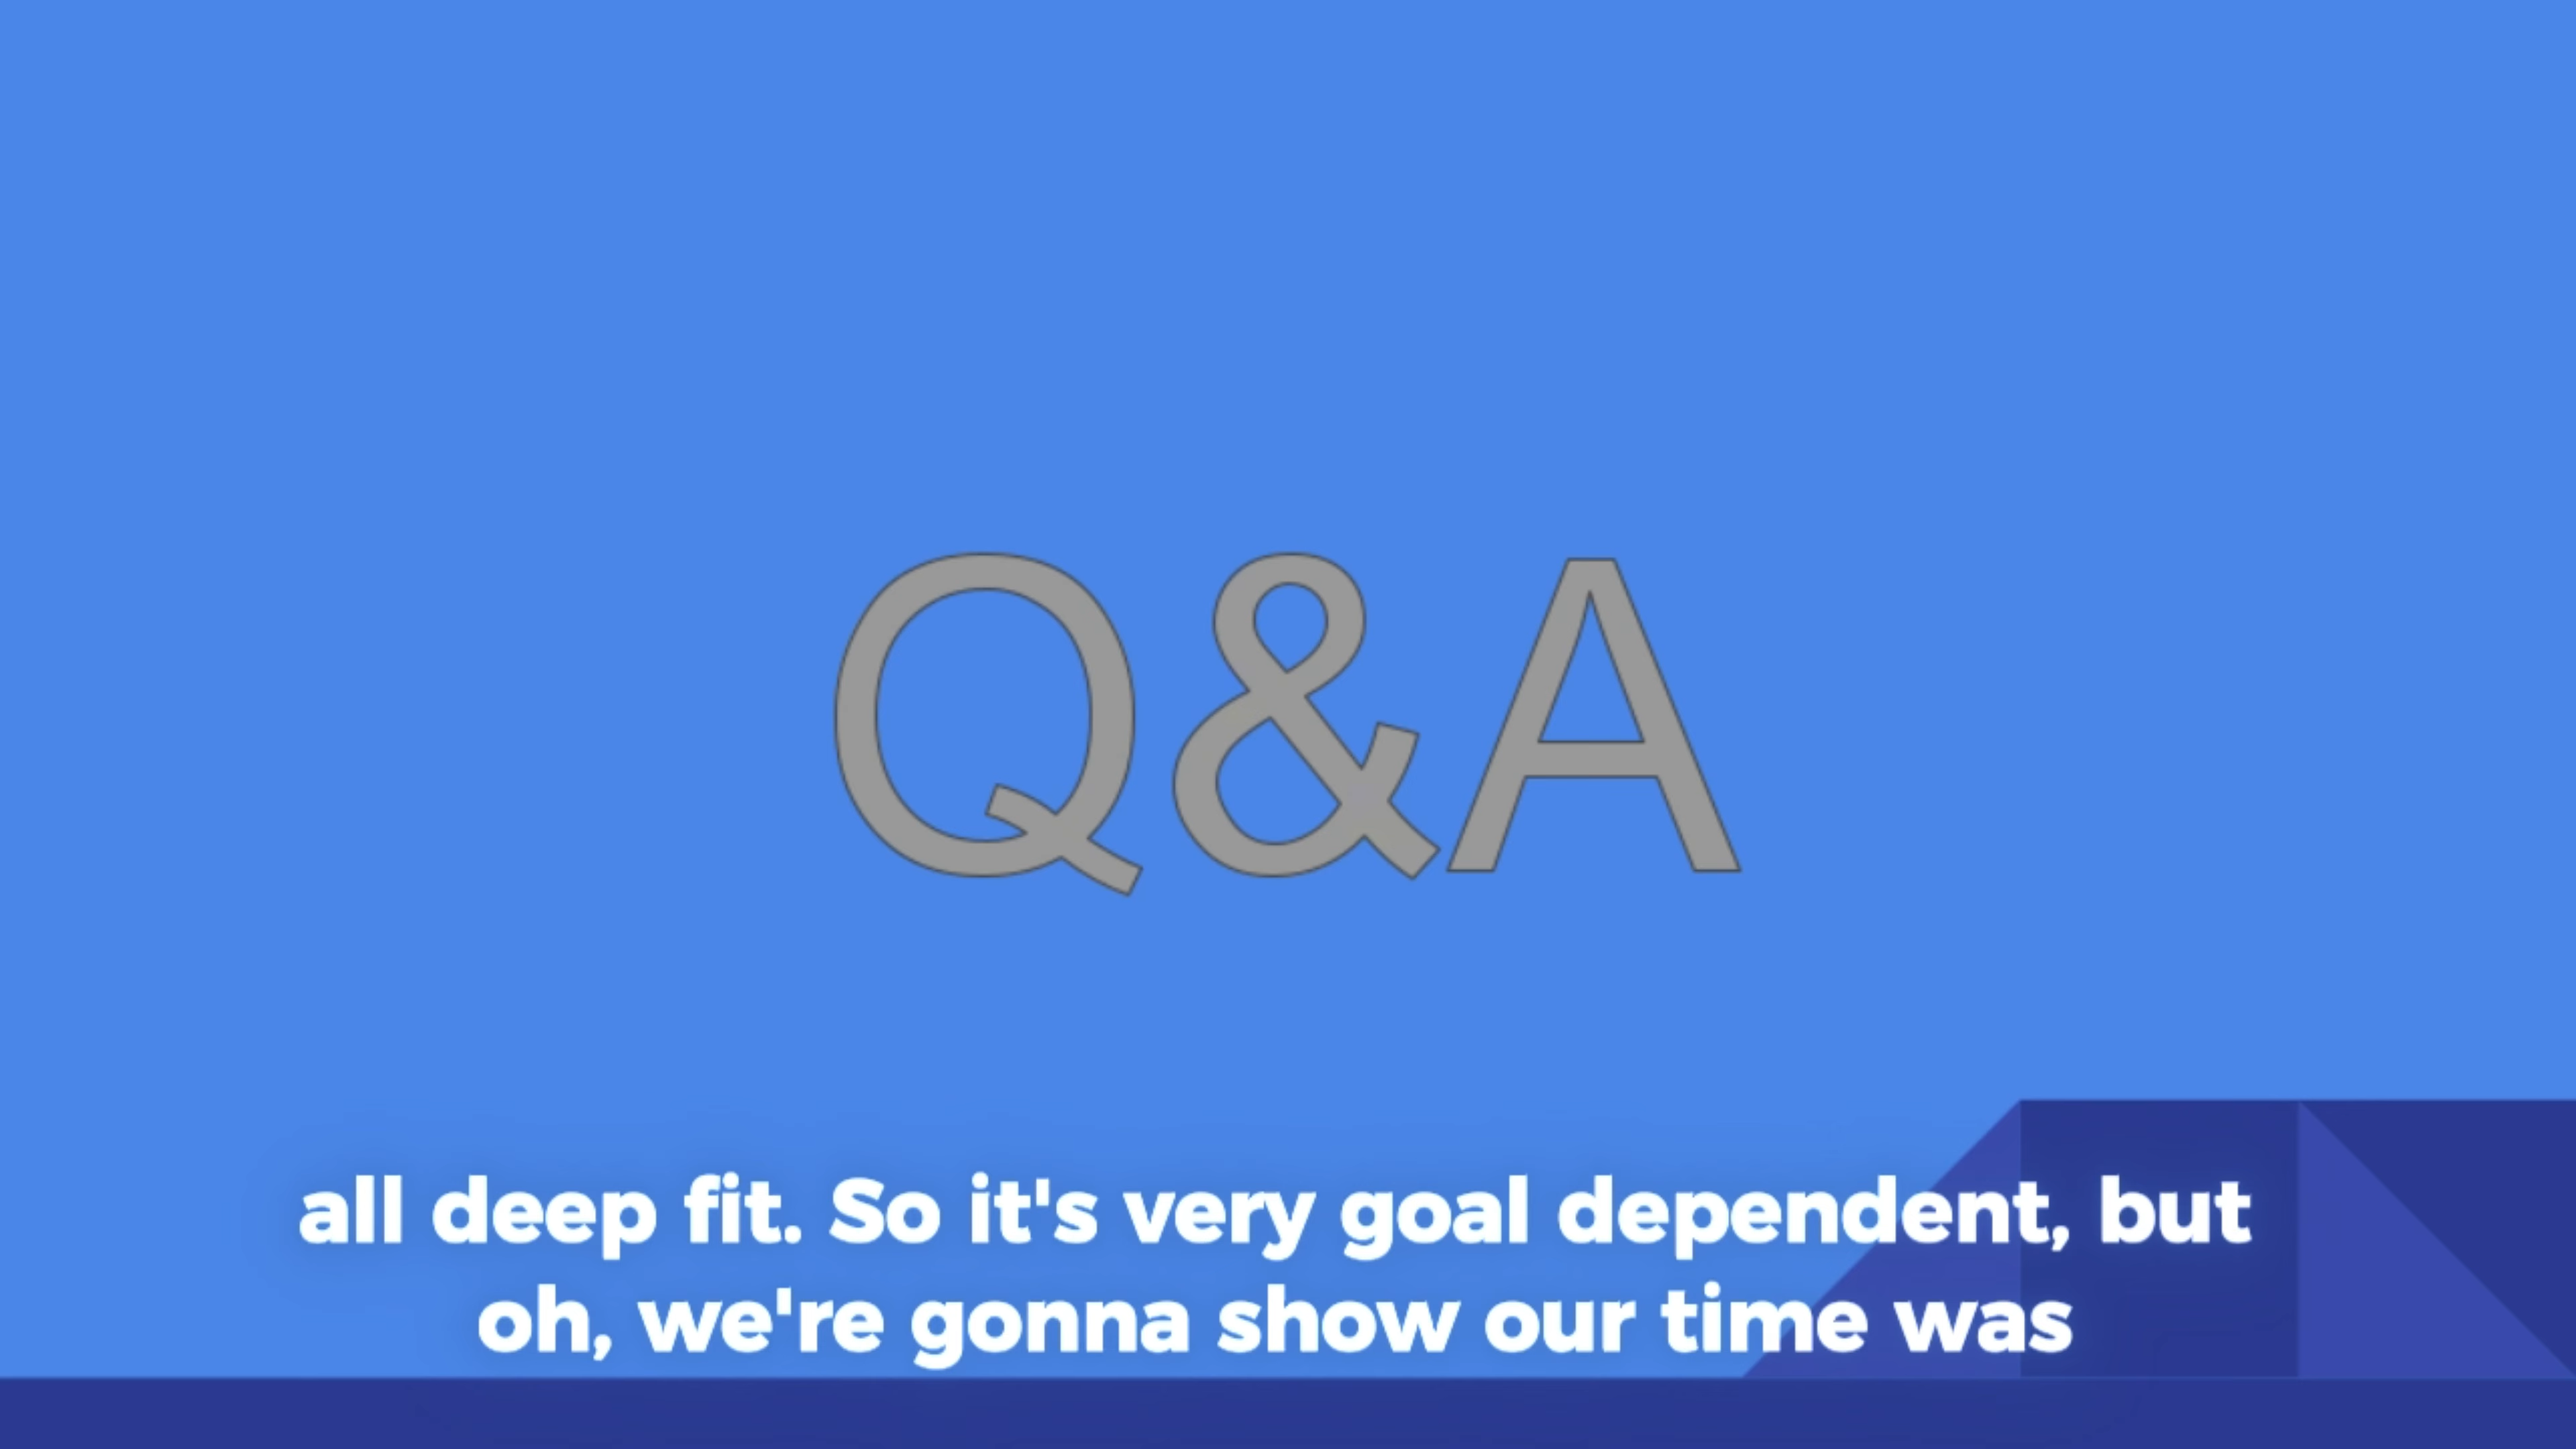 Q&A
all deep fit. So it's very goal dependent, but
oh, we're gonna show our time was